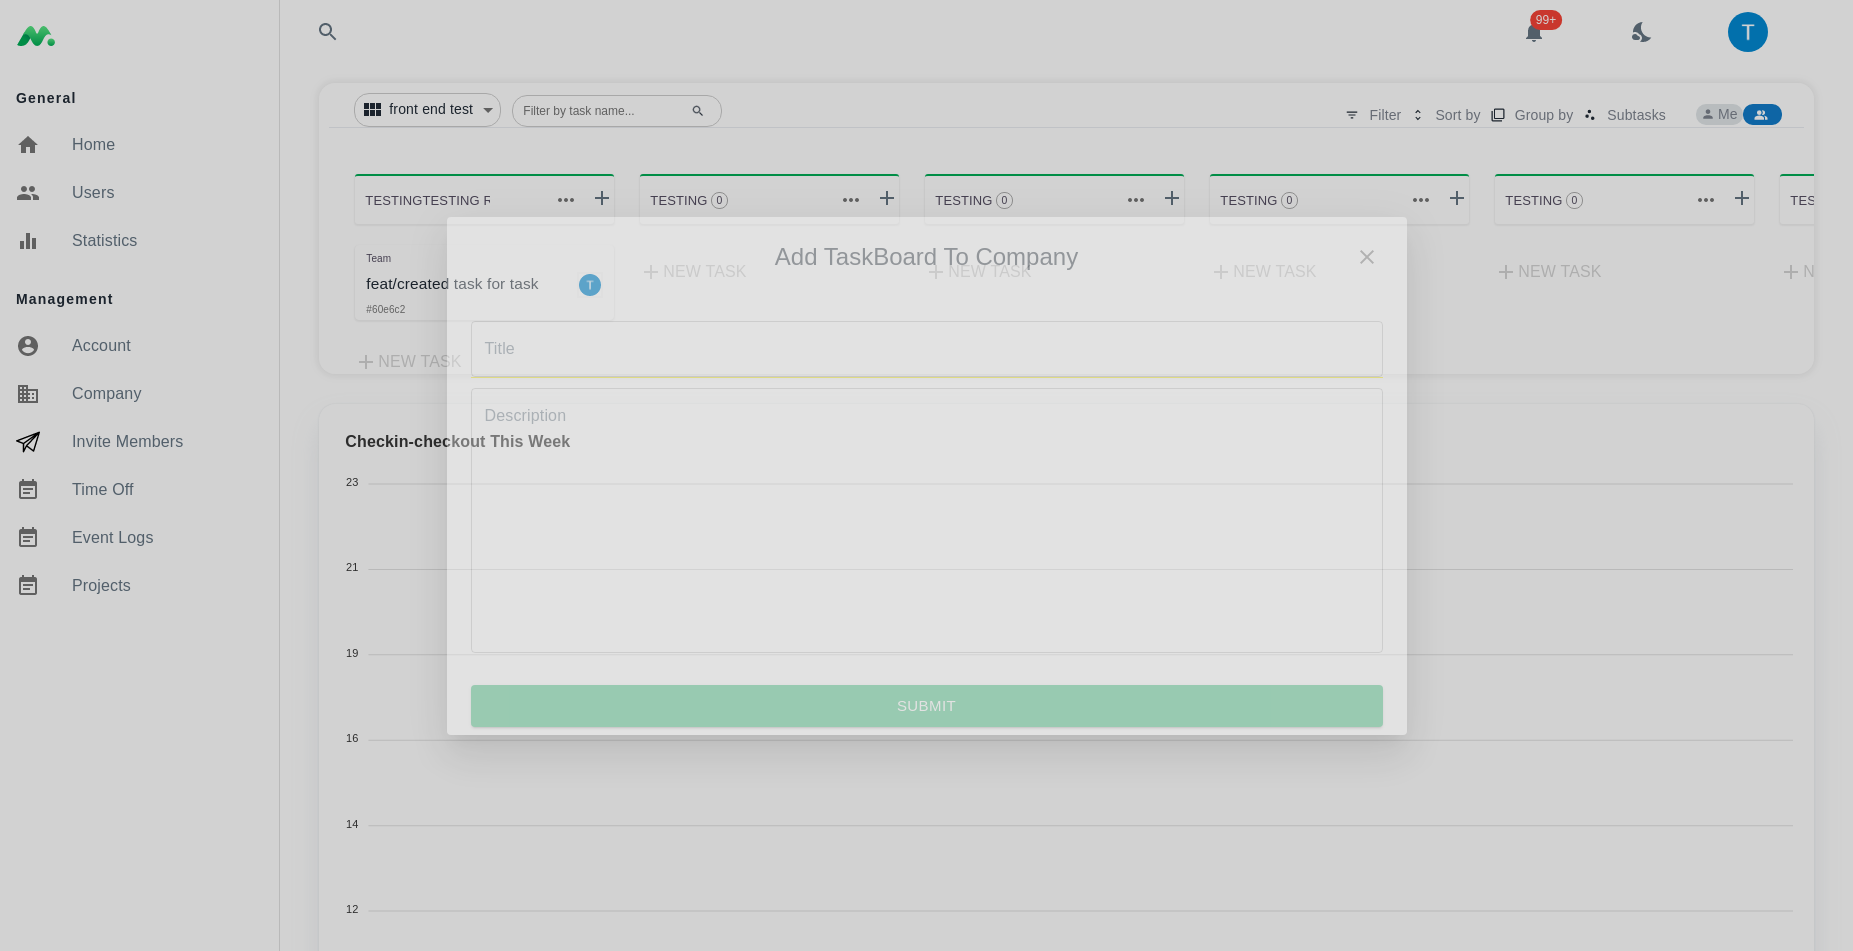 General
Home
Users
Statistics
Management
Account
Company
Invite Members
Time Off
Event Logs
Projects
99+
T
front end test
Filter by task name...
Filter
Sort by
Group by
Subtasks
Me
TESTINGTESTING R
TESTING 0
TESTING 0
TESTING 0
TESTING 0
TES
Team
feat/created task for task
T
#60e6c2
NEW TASK
NEW TASK
NEW TASK
NEW TASK
NEW TASK
N
Add TaskBoard To Company
Title
Description
SUBMIT
Checkin-checkout This Week
23
21
19
16
14
12